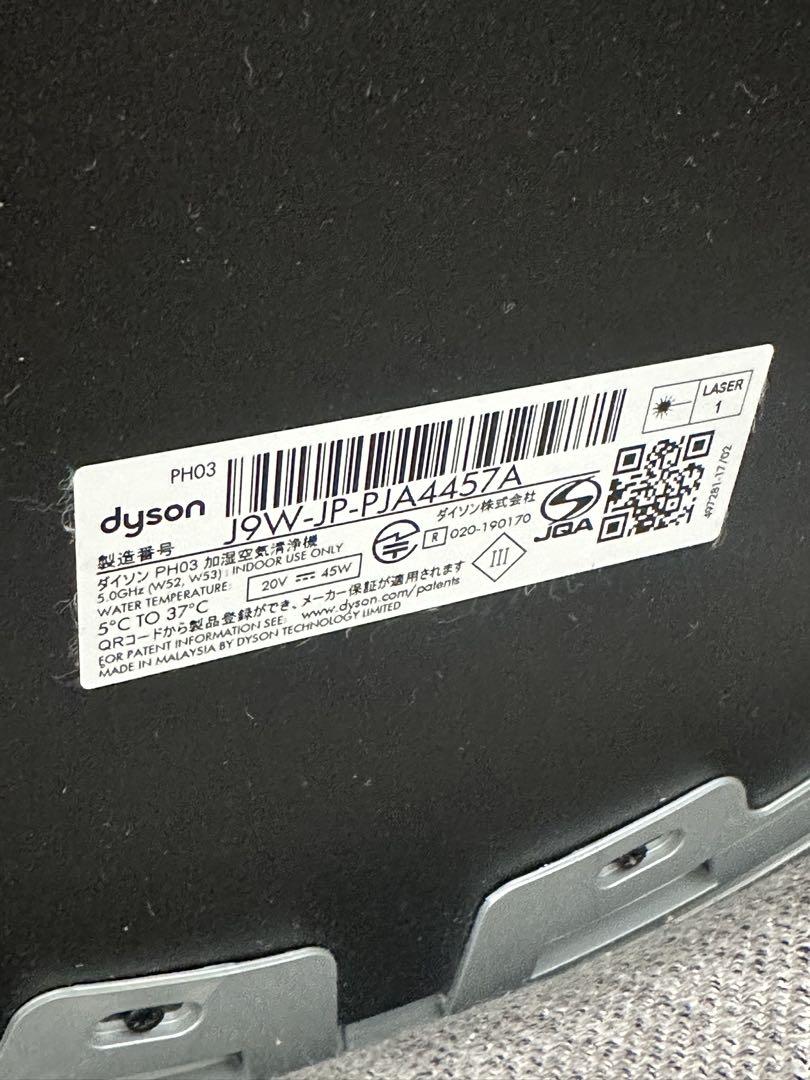 PH03
LASER
1
dyson
J9W-JP-PJA4457A
製造番号
ダイソン株式会社
ダイソン PH03 加湿空気清浄機
R 020-190170
JQA
497281-17/02
5.0GHz (W52, W53): INDOOR USE ONLY
WATER TEMPERATURE:
5°C TO 37°C
20V ⎓ 45W
III
QRコードから製品登録ができ、メーカー保証が適用されます
FOR PATENT INFORMATION SEE: www.dyson.com/patents
MADE IN MALAYSIA BY DYSON TECHNOLOGY LIMITED